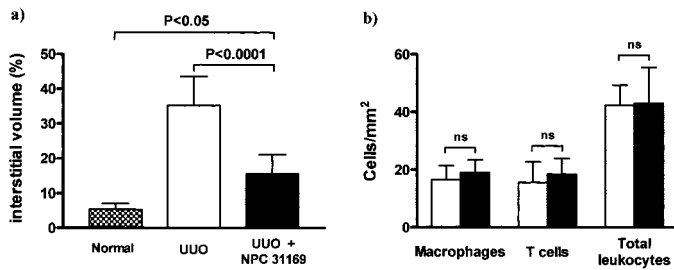 a)
P<0.05
P<0.0001
interstitial volume (%)
50
40
30
20
10
0
Normal
UUO
UUO +
NPC 31169
b)
Cells/mm²
60
40
20
0
ns
ns
ns
Macrophages
T cells
Total
leukocytes